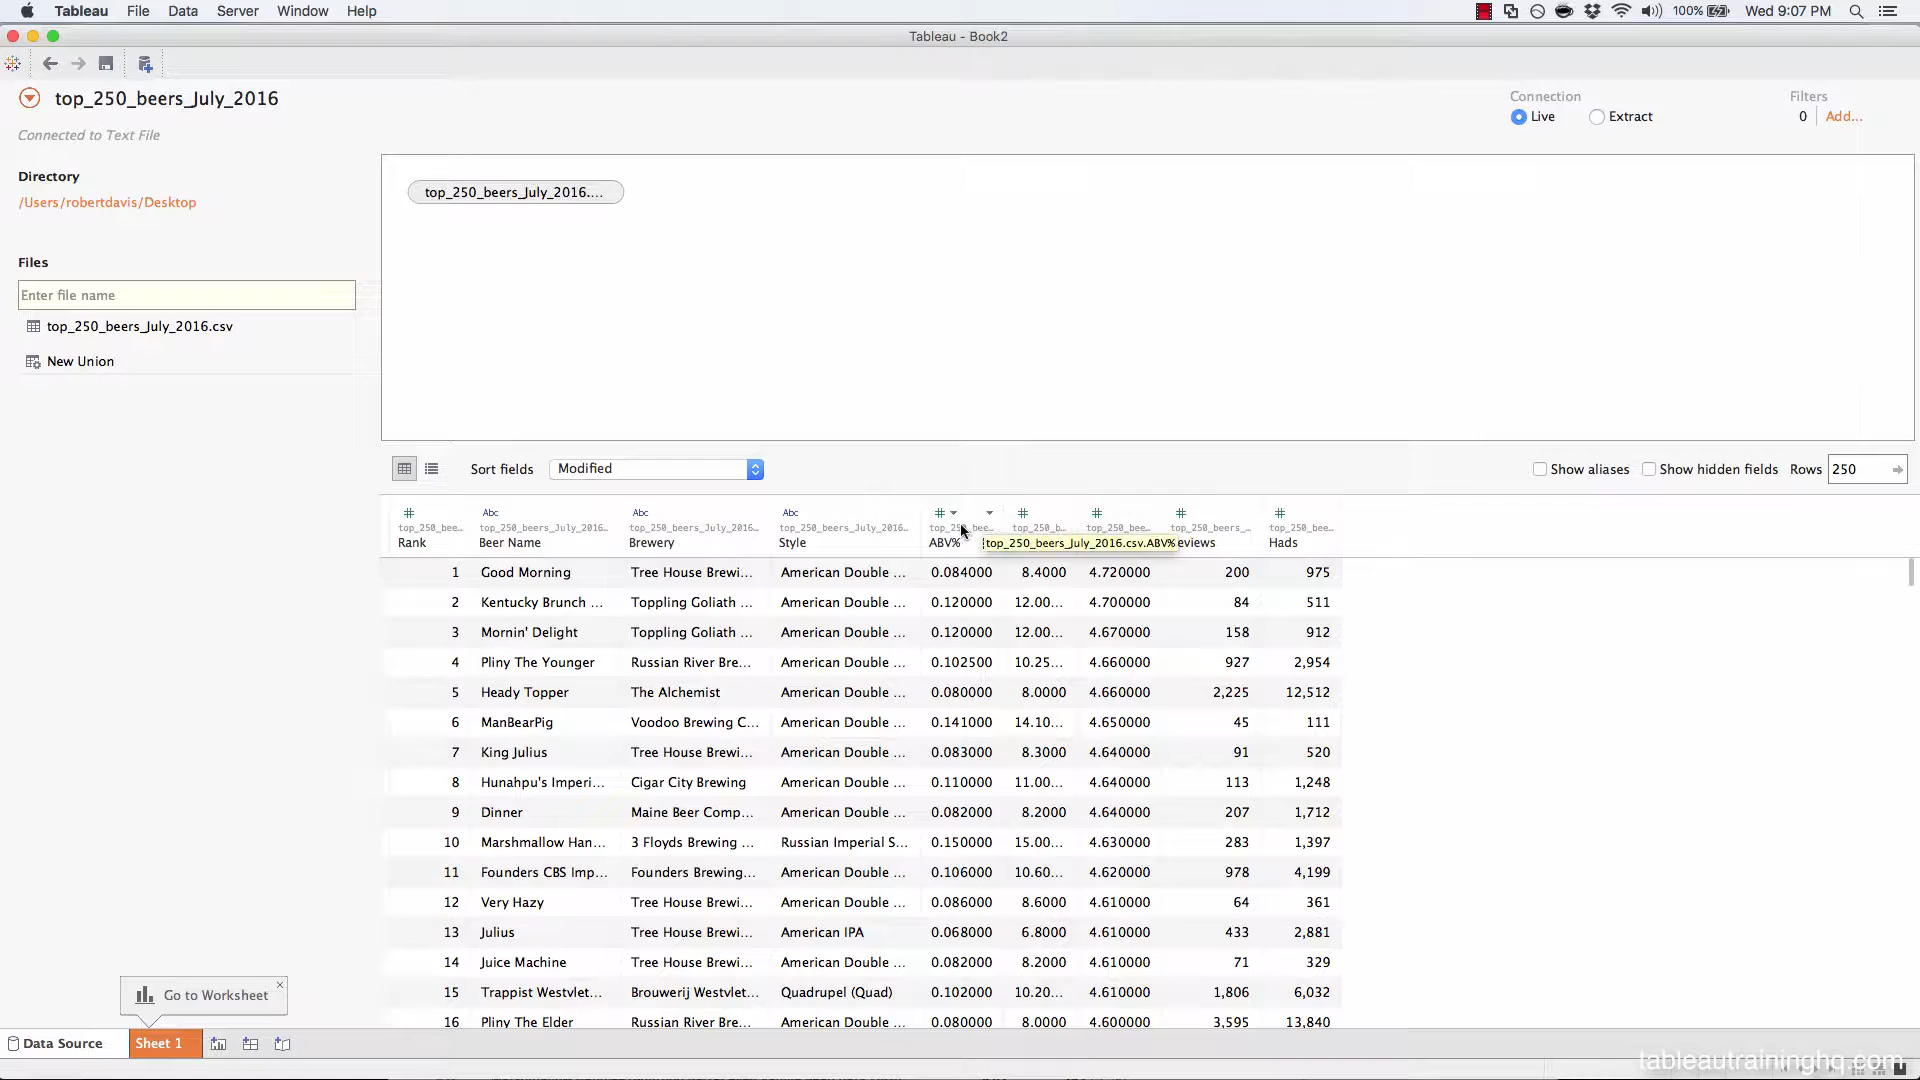 Tableau File Data Server Window Help 100% Wed 9:07 PM
Tableau - Book2
top_250_beers_July_2016
Connected to Text File
Connection
Live Extract
Filters
0 Add...
Directory
/Users/robertdavis/Desktop
Files
Enter file name
top_250_beers_July_2016.csv
New Union
top_250_beers_July_2016....
Sort fields Modified Show aliases Show hidden fields Rows 250
# Abc Abc Abc # # # # #
top_250_bee... top_250_beers_July_2016... top_250_beers_July_2016... top_250_beers_July_2016... top_250_bee... top_250_b... top_250_bee... top_250_beers_... top_250_bee...
Rank Beer Name Brewery Style ABV% top_250_beers_July_2016.csv.ABV% eviews Hads
1 Good Morning Tree House Brewi... American Double ... 0.084000 8.4000 4.720000 200 975
2 Kentucky Brunch ... Toppling Goliath ... American Double ... 0.120000 12.00... 4.700000 84 511
3 Mornin' Delight Toppling Goliath ... American Double ... 0.120000 12.00... 4.670000 158 912
4 Pliny The Younger Russian River Bre... American Double ... 0.102500 10.25... 4.660000 927 2,954
5 Heady Topper The Alchemist American Double ... 0.080000 8.0000 4.660000 2,225 12,512
6 ManBearPig Voodoo Brewing C... American Double ... 0.141000 14.10... 4.650000 45 111
7 King Julius Tree House Brewi... American Double ... 0.083000 8.3000 4.640000 91 520
8 Hunahpu's Imperi... Cigar City Brewing American Double ... 0.110000 11.00... 4.640000 113 1,248
9 Dinner Maine Beer Comp... American Double ... 0.082000 8.2000 4.640000 207 1,712
10 Marshmallow Han... 3 Floyds Brewing ... Russian Imperial S... 0.150000 15.00... 4.630000 283 1,397
11 Founders CBS Imp... Founders Brewing... American Double ... 0.106000 10.60... 4.620000 978 4,199
12 Very Hazy Tree House Brewi... American Double ... 0.086000 8.6000 4.610000 64 361
13 Julius Tree House Brewi... American IPA 0.068000 6.8000 4.610000 433 2,881
14 Juice Machine Tree House Brewi... American Double ... 0.082000 8.2000 4.610000 71 329
15 Trappist Westvlet... Brouwerij Westvlet... Quadrupel (Quad) 0.102000 10.20... 4.610000 1,806 6,032
16 Pliny The Elder Russian River Bre... American Double ... 0.080000 8.0000 4.600000 3,595 13,840
Go to Worksheet
Data Source Sheet 1
tableautraininghq.com